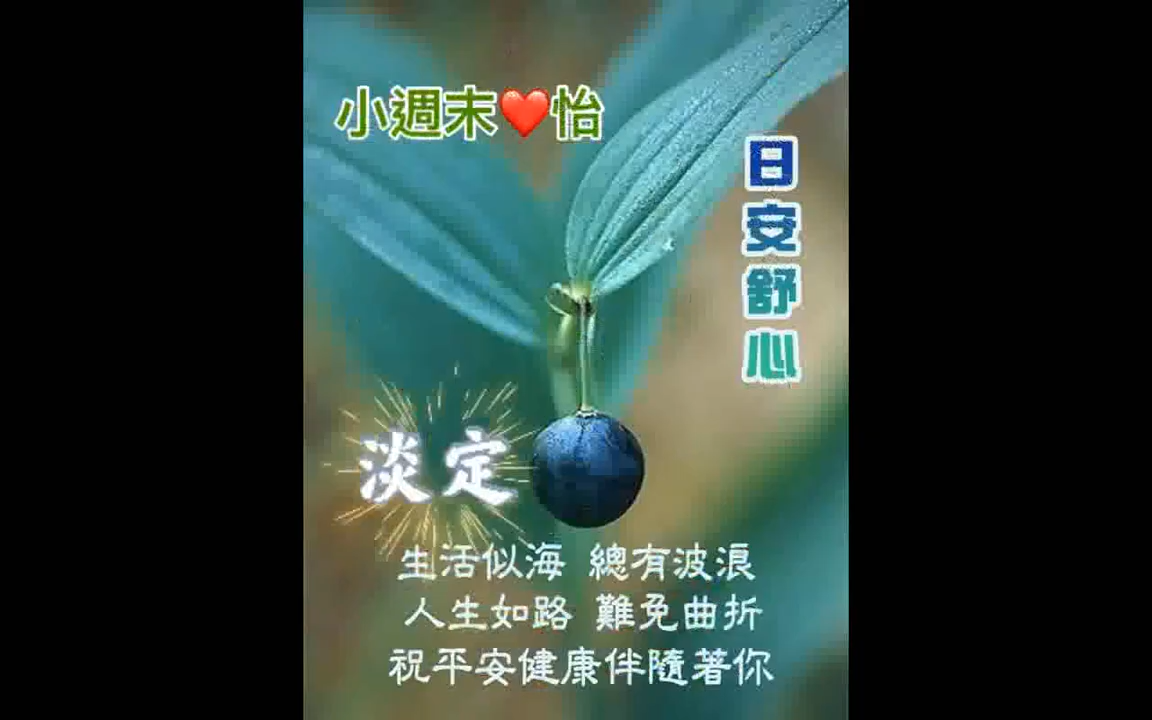 小週末❤️怡
日安舒心
淡定
生活似海 總有波浪
人生如路 難免曲折
祝平安健康伴隨著你